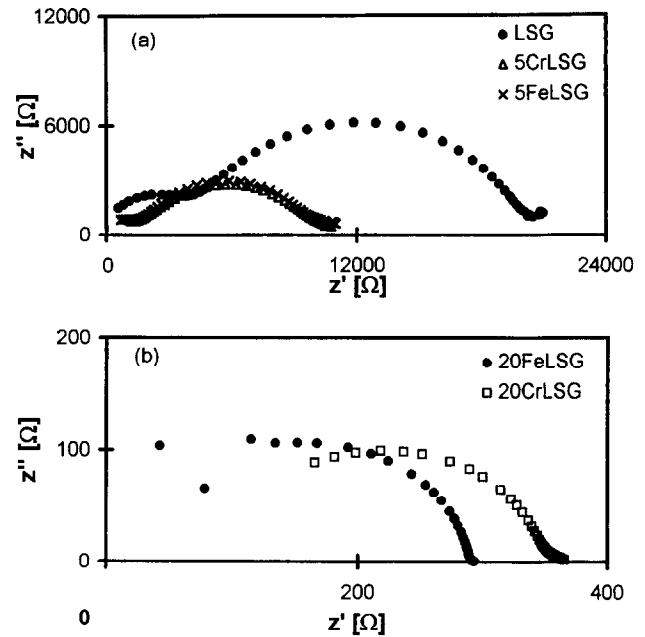 12000
(a)
LSG
5CrLSG
5FeLSG
z'' [Ω]
6000
0
0
12000
24000
z' [Ω]
200
(b)
20FeLSG
20CrLSG
z'' [Ω]
100
0
0
200
400
z' [Ω]